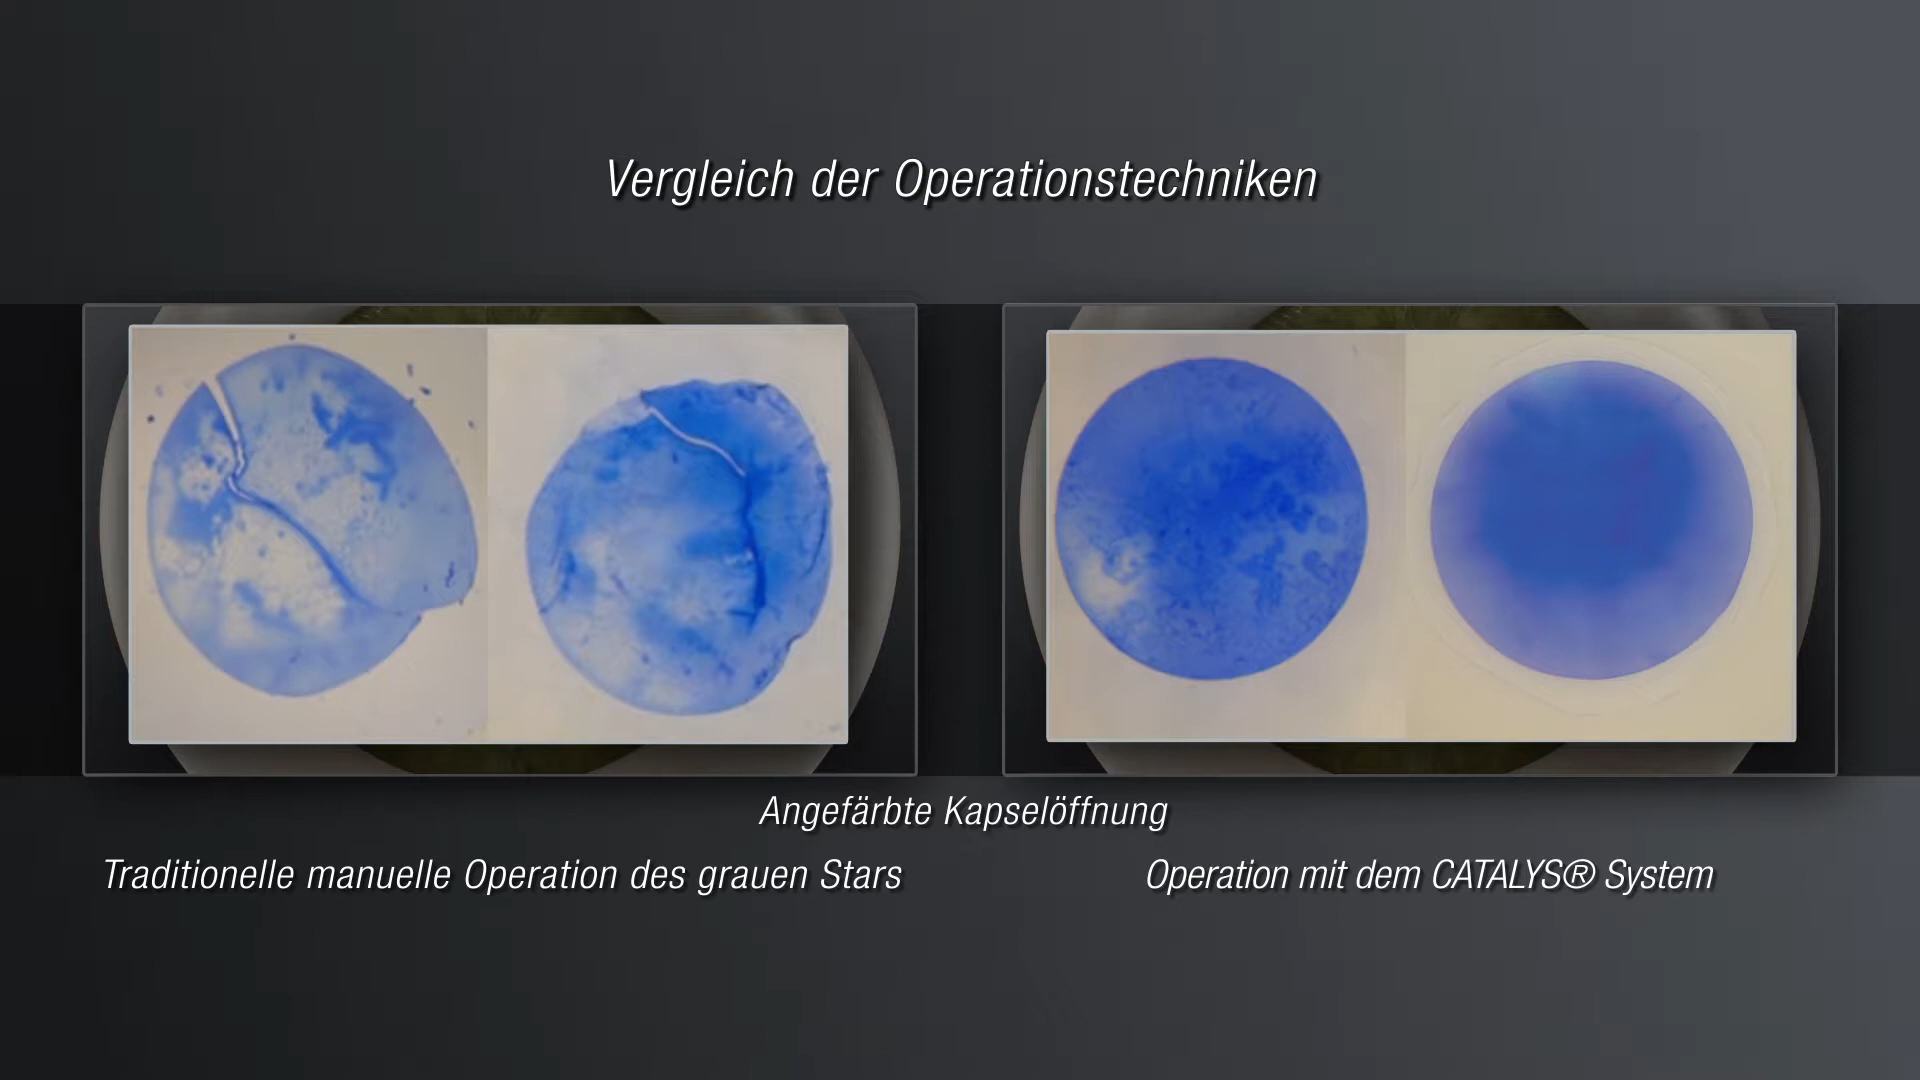 Vergleich der Operationstechniken
Angefärbte Kapselöffnung
Traditionelle manuelle Operation des grauen Stars
Operation mit dem CATALYS® System